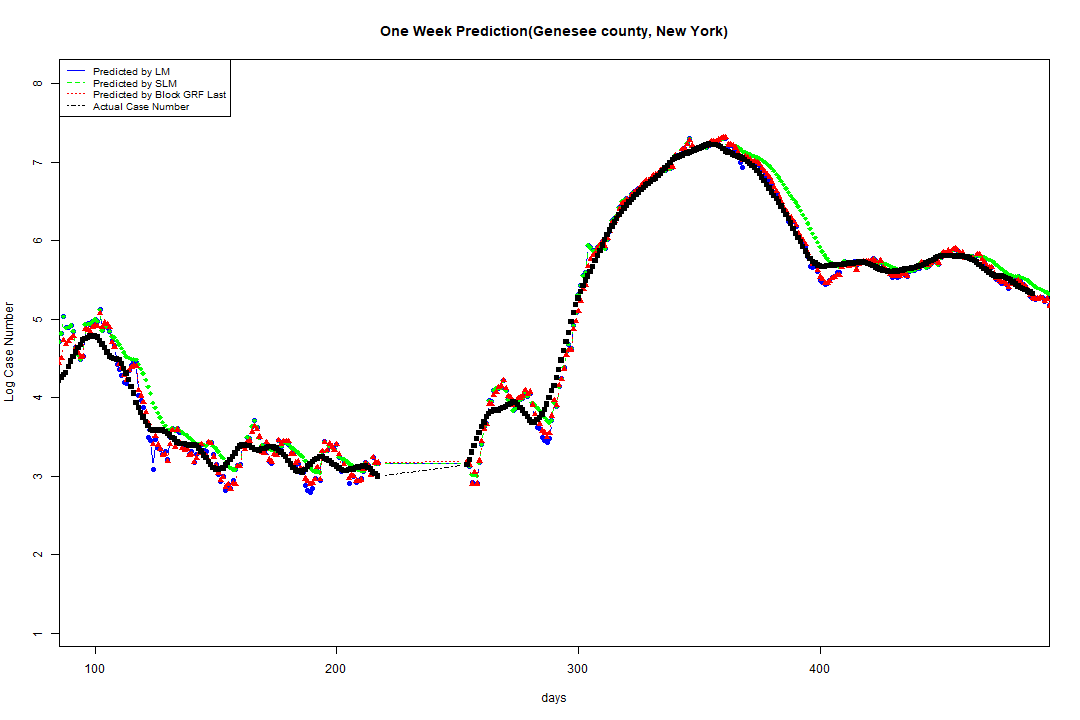 One Week Prediction(Genesee county, New York)
Predicted by LM
Predicted by SLM
Predicted by Block GRF Last
Actual Case Number
8
7
6
5
4
3
2
1
Log Case Number
100 200 300 400
days